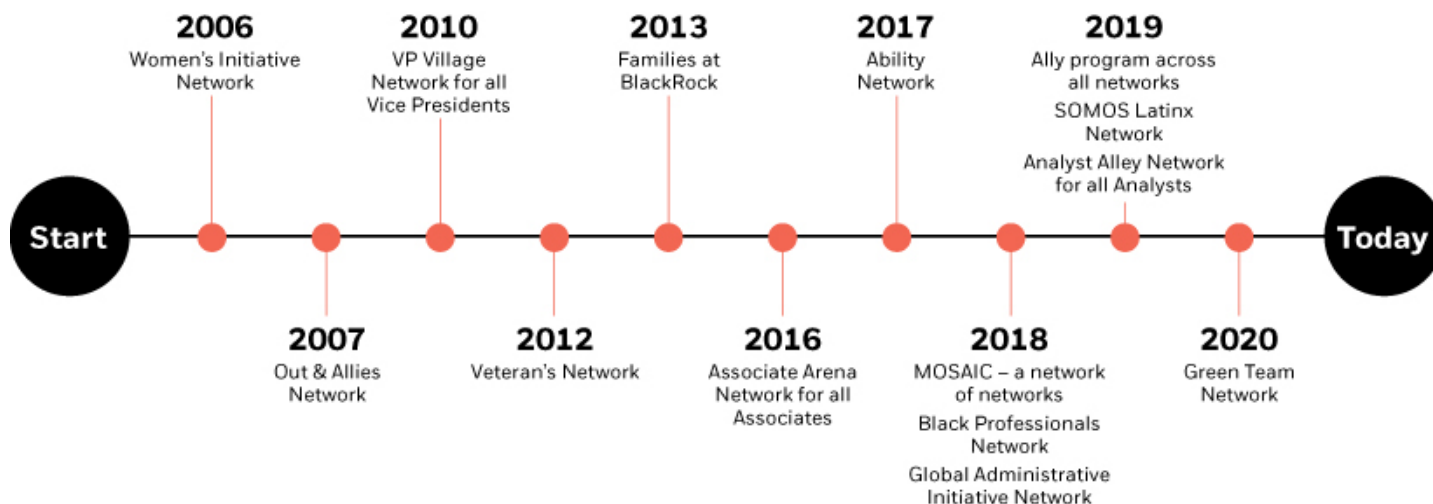 2006
Women's Initiative
Network
2010
VP Village
Network for all
Vice Presidents
2013
Families at
BlackRock
2017
Ability
Network
2019
Ally program across
all networks
SOMOS Latinx
Network
Analyst Alley Network
for all Analysts
Start
Today
2007
Out & Allies
Network
2012
Veteran's Network
2016
Associate Arena
Network for all
Associates
2018
MOSAIC – a network
of networks
Black Professionals
Network
Global Administrative
Initiative Network
2020
Green Team
Network